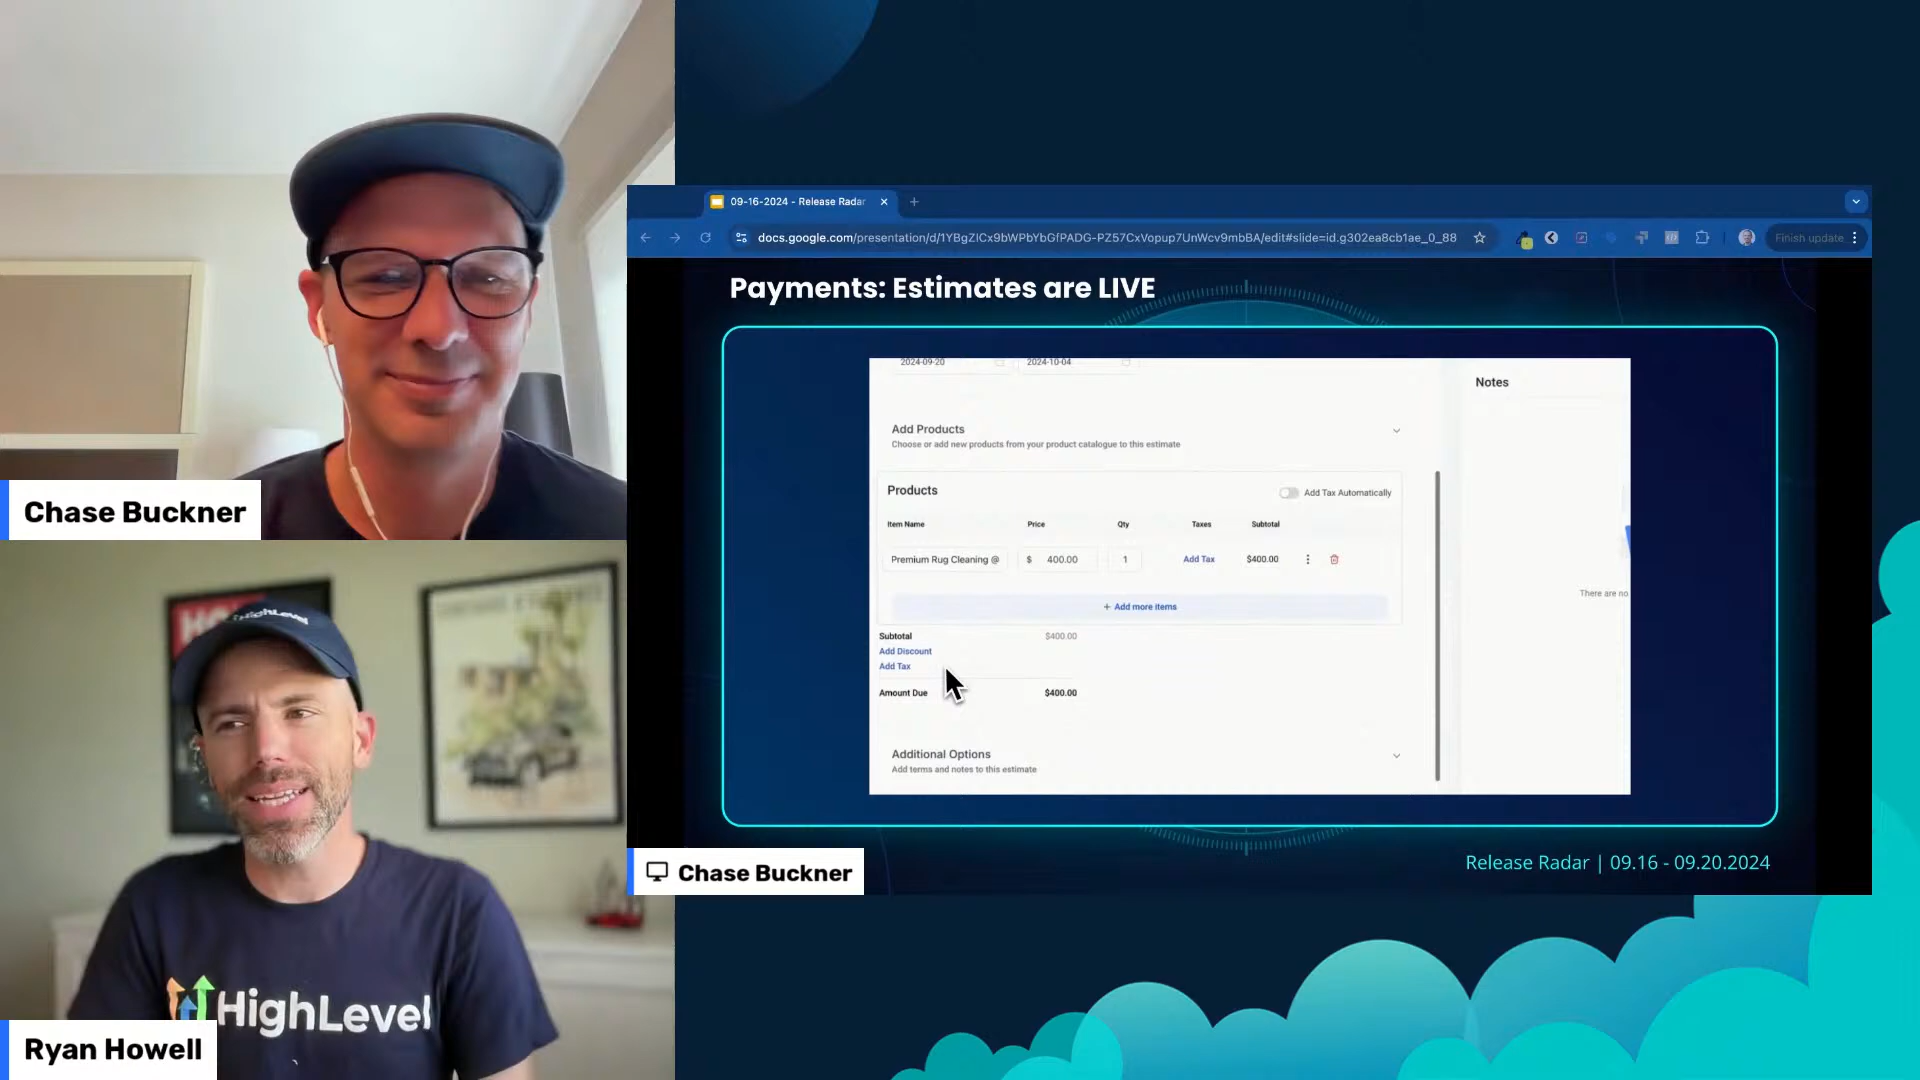 Chase Buckner
HighLevel
HighLevel
Ryan Howell
09-16-2024 - Release Radar
docs.google.com/presentation/d/1YBgZlCx9bWPbYbGfPADG-PZ57CxVopup7UnWcv9mbBA/edit#slide=id.g302ea8cb1ae_0_88
Finish update
Payments: Estimates are LIVE
2024-09-20
2024-10-04
Notes
Add Products
Choose or add new products from your product catalogue to this estimate
Products
Add Tax Automatically
Item Name Price Qty Taxes Subtotal
Premium Rug Cleaning @ $ 400.00 1 Add Tax $400.00
There are no
+ Add more items
Subtotal $400.00
Add Discount
Add Tax
Amount Due $400.00
Additional Options
Add terms and notes to this estimate
Release Radar | 09.16 - 09.20.2024
Chase Buckner